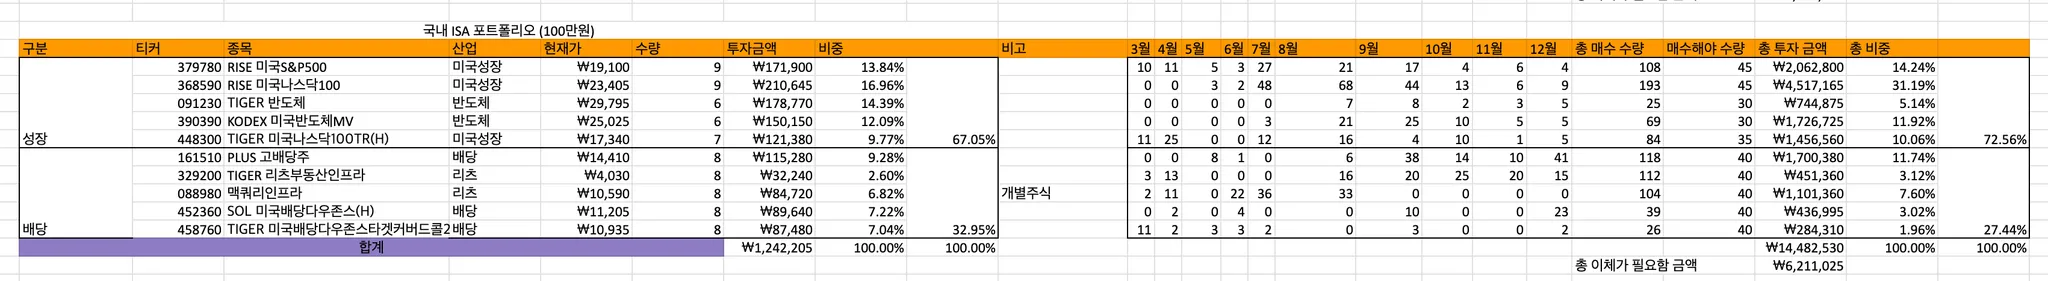 국내 ISA 포트폴리오 (100만원)
구분 티커 종목 산업 현재가 수량 투자금액 비중 비고 3월 4월 5월 6월 7월 8월 9월 10월 11월 12월 총 매수 수량 매수해야 수량 총 투자 금액 총 비중
379780 RISE 미국S&P500 미국성장 ₩19,100 9 ₩171,900 13.84% 10 11 5 3 27 21 17 4 6 4 108 45 ₩2,062,800 14.24%
368590 RISE 미국나스닥100 미국성장 ₩23,405 9 ₩210,645 16.96% 0 0 3 2 48 68 44 13 6 9 193 45 ₩4,517,165 31.19%
091230 TIGER 반도체 반도체 ₩29,795 6 ₩178,770 14.39% 0 0 0 0 0 7 8 2 3 5 25 30 ₩744,875 5.14%
390390 KODEX 미국반도체MV 반도체 ₩25,025 6 ₩150,150 12.09% 0 0 0 0 3 21 25 10 5 5 69 30 ₩1,726,725 11.92%
성장 448300 TIGER 미국나스닥100TR(H) 미국성장 ₩17,340 7 ₩121,380 9.77% 67.05% 11 25 0 0 12 16 4 10 1 5 84 35 ₩1,456,560 10.06% 72.56%
161510 PLUS 고배당주 배당 ₩14,410 8 ₩115,280 9.28% 0 0 8 1 0 6 38 14 10 41 118 40 ₩1,700,380 11.74%
329200 TIGER 리츠부동산인프라 리츠 ₩4,030 8 ₩32,240 2.60% 3 13 0 0 0 16 20 25 20 15 112 40 ₩451,360 3.12%
088980 맥쿼리인프라 리츠 ₩10,590 8 ₩84,720 6.82% 개별주식 2 11 0 22 36 33 0 0 0 0 104 40 ₩1,101,360 7.60%
452360 SOL 미국배당다우존스(H) 배당 ₩11,205 8 ₩89,640 7.22% 0 2 0 4 0 0 10 0 0 23 39 40 ₩436,995 3.02%
배당 458760 TIGER 미국배당다우존스타겟커버드콜2 배당 ₩10,935 8 ₩87,480 7.04% 32.95% 11 2 3 3 2 0 3 0 0 2 26 40 ₩284,310 1.96% 27.44%
합계 ₩1,242,205 100.00% 100.00% ₩14,482,530 100.00% 100.00%
총 이체가 필요함 금액 ₩6,211,025